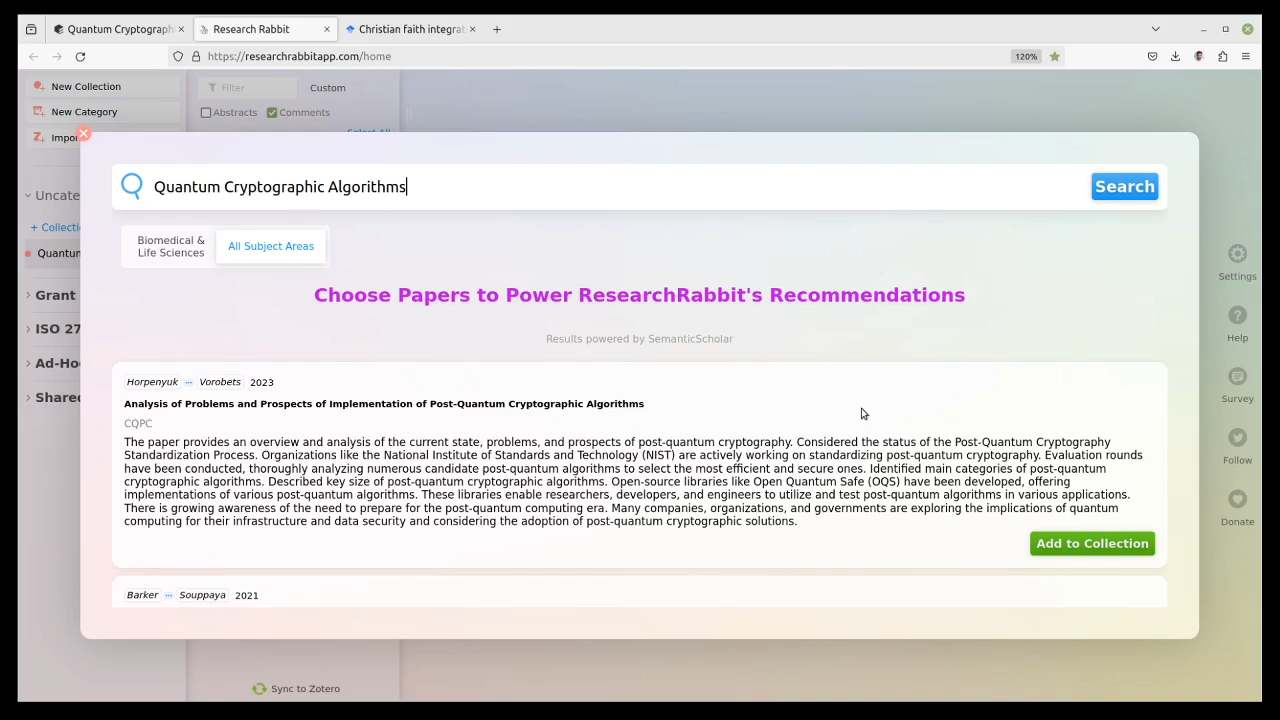 Quantum Cryptograph
Research Rabbit
Christian faith integrat
https://researchrabbitapp.com/home
120%
New Collection
Filter
Custom
New Category
Abstracts
Comments
Select All
Quantum Cryptographic Algorithms
Search
Biomedical &
Life Sciences
All Subject Areas
+ Collecti
Quantum
Grant
ISO 27
Ad-Ho
Shared
Choose Papers to Power ResearchRabbit's Recommendations
Results powered by SemanticScholar
Horpenyuk ··· Vorobets 2023
Analysis of Problems and Prospects of Implementation of Post-Quantum Cryptographic Algorithms
CQPC
The paper provides an overview and analysis of the current state, problems, and prospects of post-quantum cryptography. Considered the status of the Post-Quantum Cryptography
Standardization Process. Organizations like the National Institute of Standards and Technology (NIST) are actively working on standardizing post-quantum cryptography. Evaluation rounds
have been conducted, thoroughly analyzing numerous candidate post-quantum algorithms to select the most efficient and secure ones. Identified main categories of post-quantum
cryptographic algorithms. Described key size of post-quantum cryptographic algorithms. Open-source libraries like Open Quantum Safe (OQS) have been developed, offering
implementations of various post-quantum algorithms. These libraries enable researchers, developers, and engineers to utilize and test post-quantum algorithms in various applications.
There is growing awareness of the need to prepare for the post-quantum computing era. Many companies, organizations, and governments are exploring the implications of quantum
computing for their infrastructure and data security and considering the adoption of post-quantum cryptographic solutions.
Add to Collection
Barker ··· Souppaya 2021
Settings
Help
Survey
Follow
Donate
Sync to Zotero